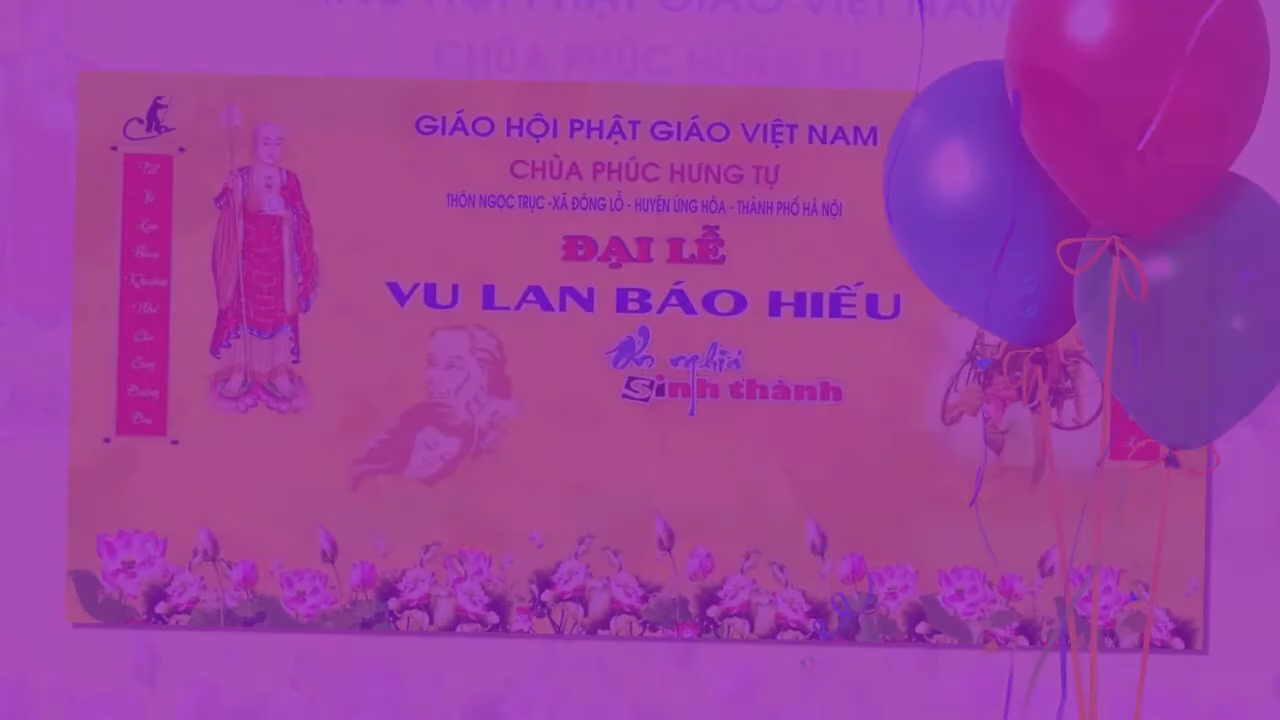 GIÁO HỘI PHẬT GIÁO VIỆT NAM
CHÙA PHÚC HƯNG TỰ
THÔN NGỌC TRỤC - XÃ ĐÔNG LỖ - HUYỆN ỨNG HÒA - THÀNH PHỐ HÀ NỘI
ĐẠI LỄ
VU LAN BÁO HIẾU
Ơn nghĩa
Sinh thành